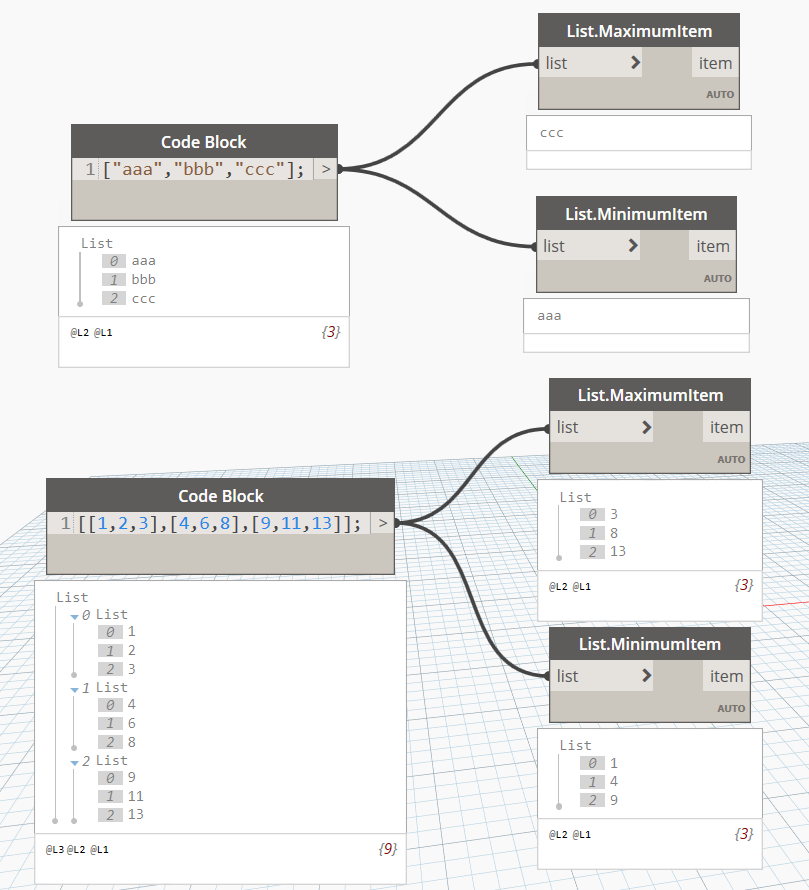 List.MaximumItem
list > item
AUTO
ccc
Code Block
1 ["aaa","bbb","ccc"]; >
List
0 aaa
1 bbb
2 ccc
@L2 @L1 {3}
List.MinimumItem
list > item
AUTO
aaa
List.MaximumItem
list > item
AUTO
List
0 3
1 8
2 13
@L2 @L1 {3}
Code Block
1 [[1,2,3],[4,6,8],[9,11,13]]; >
List
0 List
0 1
1 2
2 3
1 List
0 4
1 6
2 8
2 List
0 9
1 11
2 13
@L3 @L2 @L1 {9}
List.MinimumItem
list > item
AUTO
List
0 1
1 4
2 9
@L2 @L1 {3}